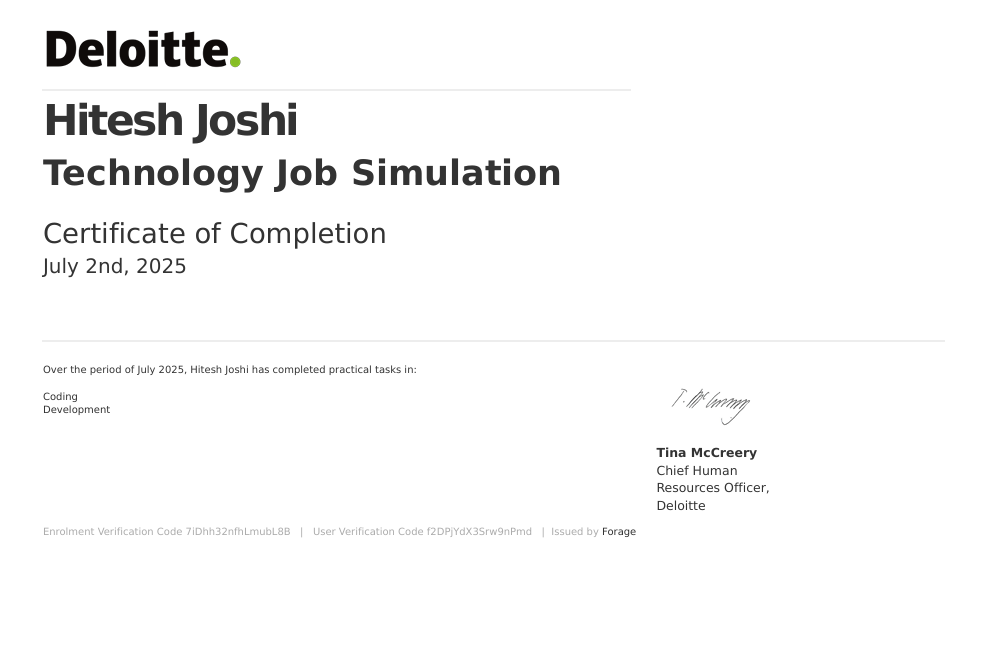 Deloitte.
Hitesh Joshi
Technology Job Simulation
Certificate of Completion
July 2nd, 2025
Over the period of July 2025, Hitesh Joshi has completed practical tasks in:
Coding
Development
T. McCreery
Tina McCreery
Chief Human
Resources Officer,
Deloitte
Enrolment Verification Code 7iDhh32nfhLmubL8B | User Verification Code f2DPjYdX3Srw9nPmd | Issued by Forage